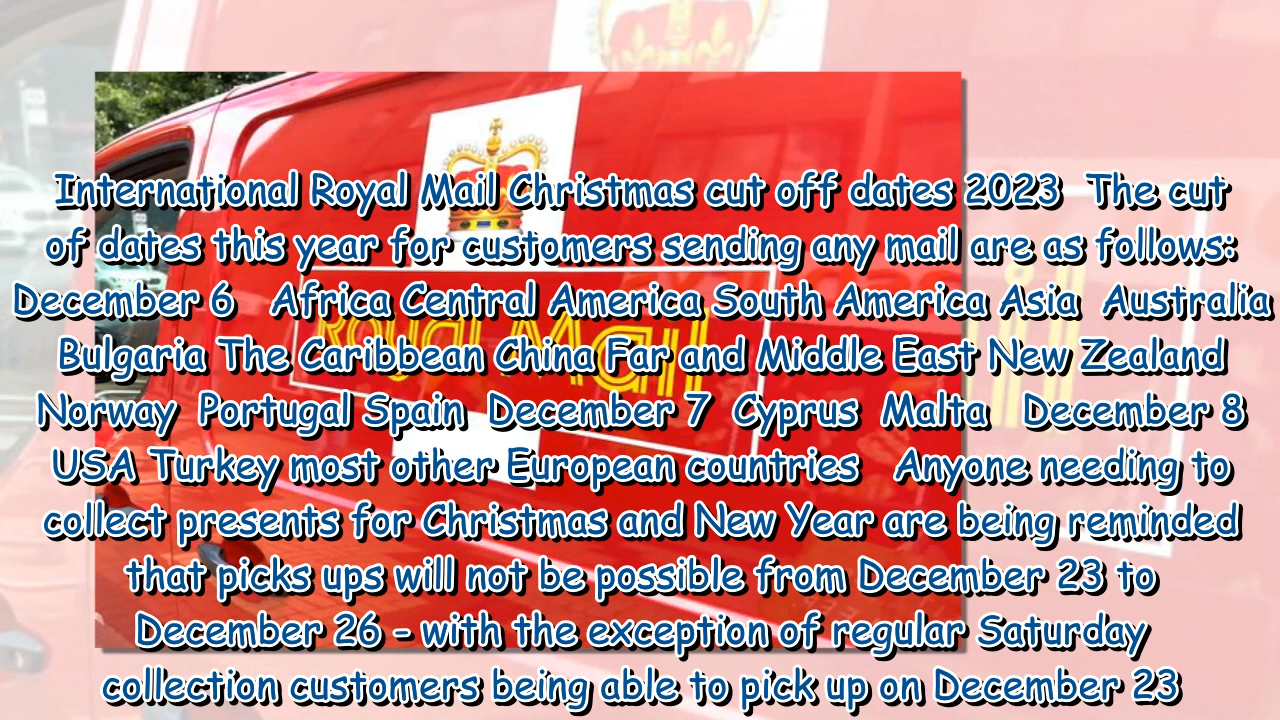 International Royal Mail Christmas cut off dates 2023 The cut
of dates this year for customers sending any mail are as follows:
December 6 Africa Central America South America Asia Australia
Bulgaria The Caribbean China Far and Middle East New Zealand
Norway Portugal Spain December 7 Cyprus Malta December 8
USA Turkey most other European countries Anyone needing to
collect presents for Christmas and New Year are being reminded
that picks ups will not be possible from December 23 to
December 26 - with the exception of regular Saturday
collection customers being able to pick up on December 23
Royal Mail